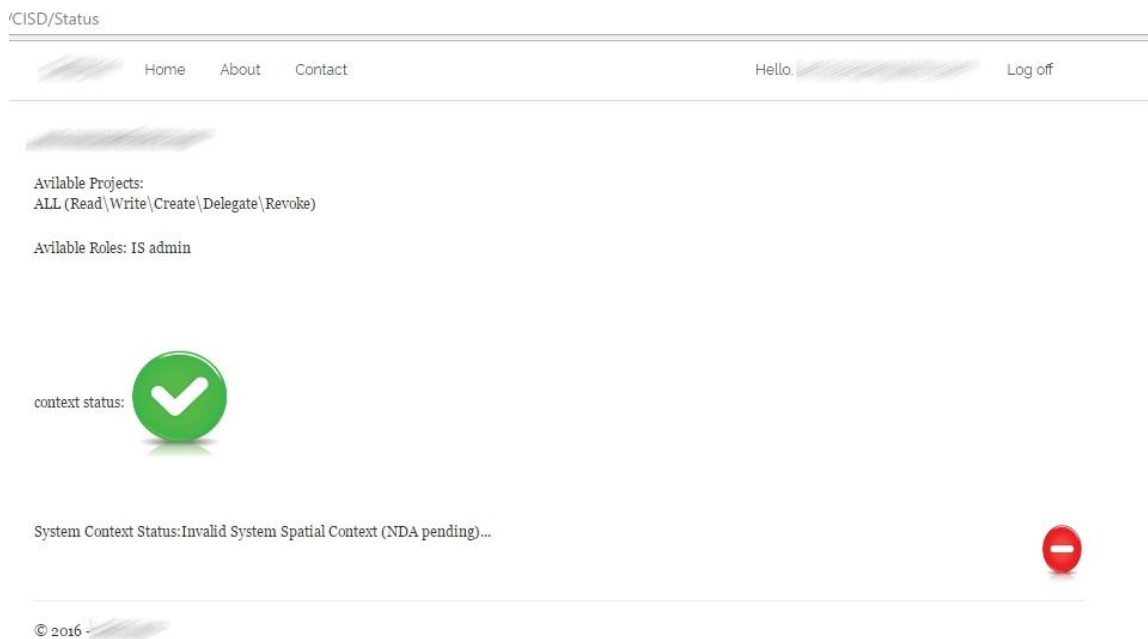 /CISD/Status
Home About Contact Hello, Log off
Avilable Projects:
ALL (Read\Write\Create\Delegate\Revoke)
Avilable Roles: IS admin
context status:
System Context Status:Invalid System Spatial Context (NDA pending)...
© 2016 -